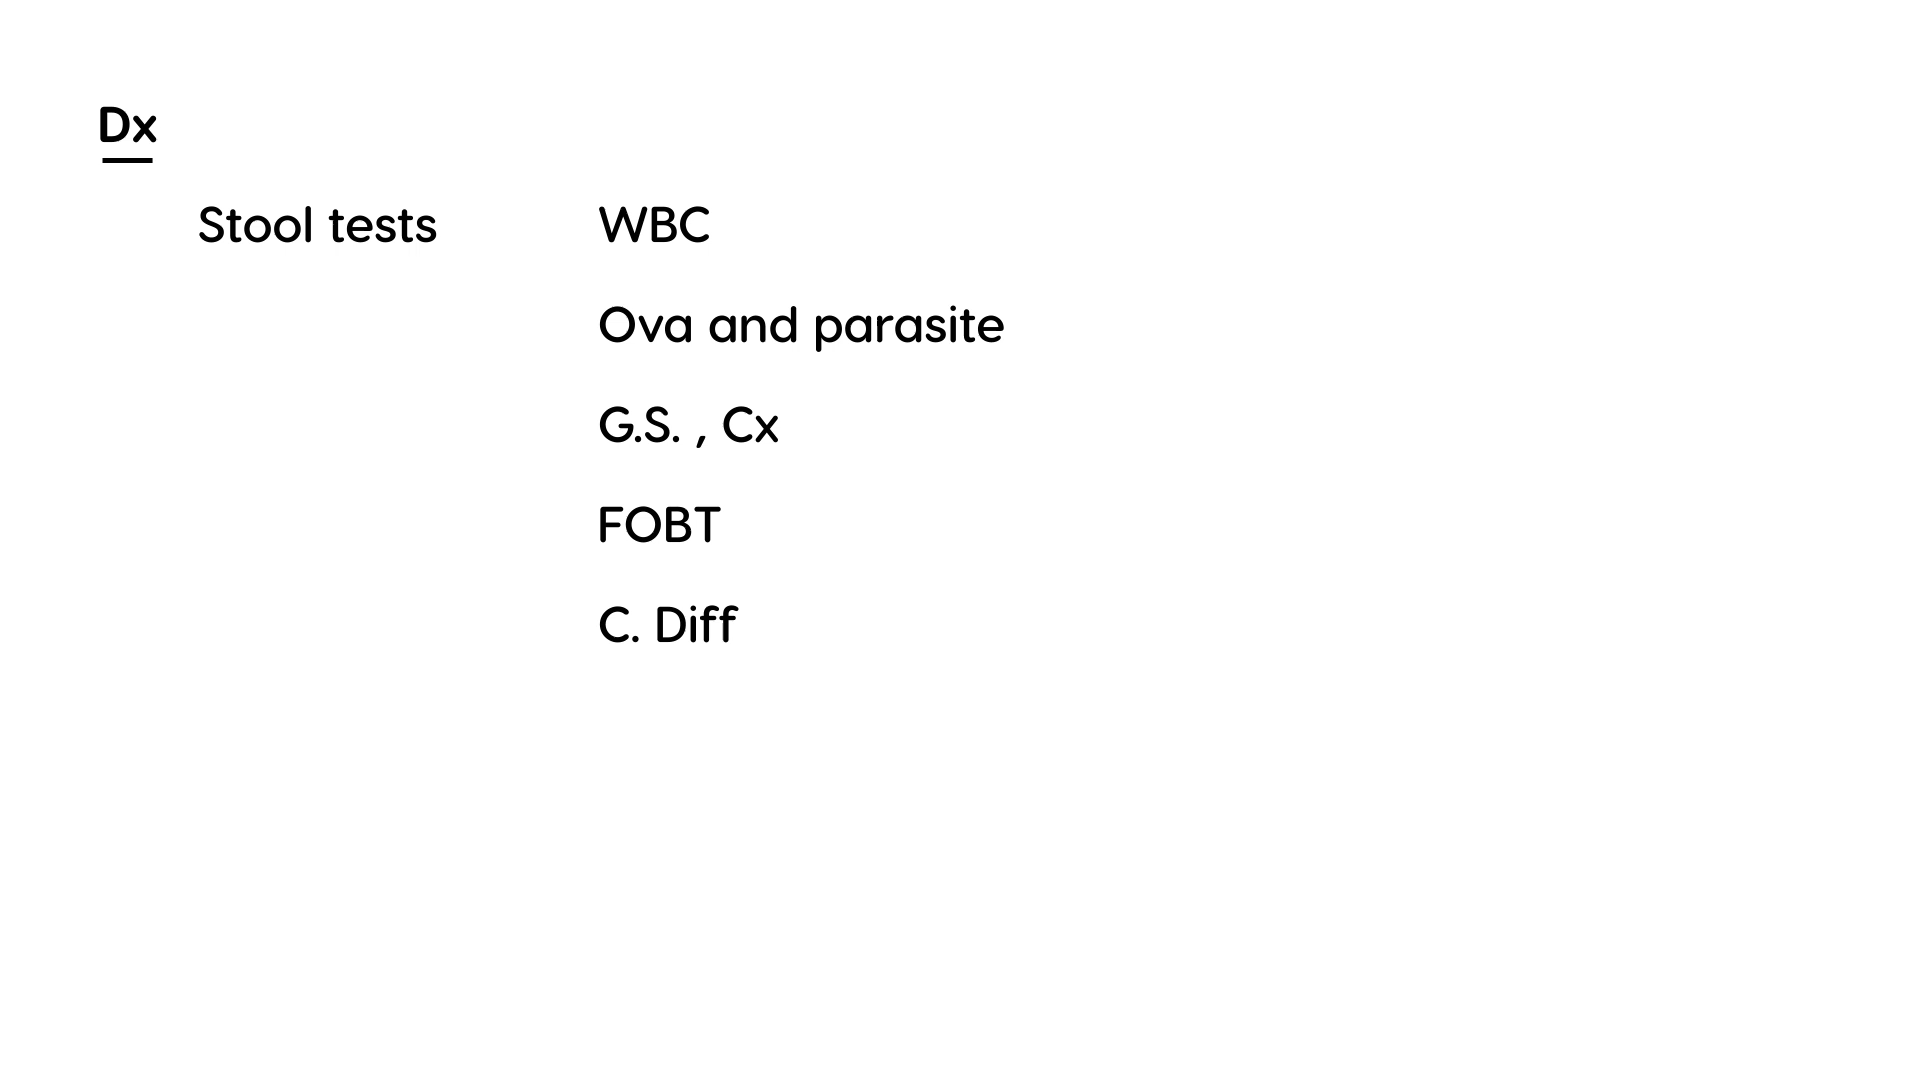 Dx
Stool tests WBC
Ova and parasite
G.S. , Cx
FOBT
C. Diff